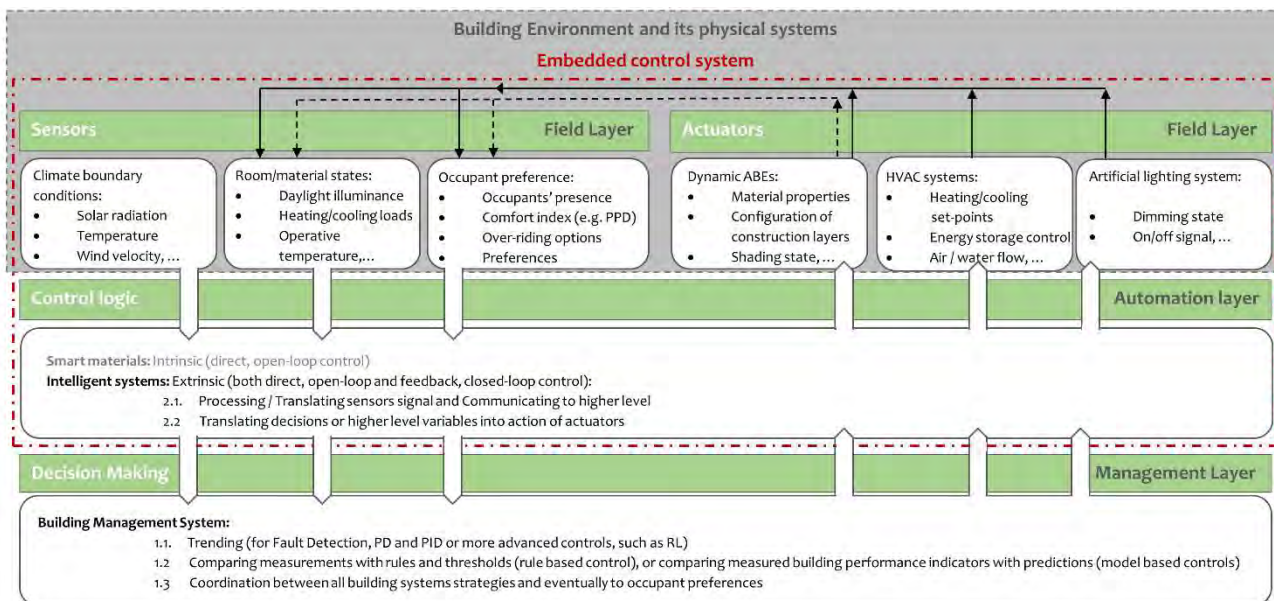 Building Environment and its physical systems
Embedded control system
Sensors
Field Layer
Actuators
Field Layer
Climate boundary
conditions:
• Solar radiation
• Temperature
• Wind velocity, ...
Room/material states:
• Daylight illuminance
• Heating/cooling loads
• Operative
temperature,...
Occupant preference:
• Occupants' presence
• Comfort index (e.g. PPD)
• Over-riding options
• Preferences
Dynamic ABEs:
• Material properties
• Configuration of
construction layers
• Shading state, ...
HVAC systems:
• Heating/cooling
set-points
• Energy storage control
• Air / water flow, ...
Artificial lighting system:
• Dimming state
• On/off signal, ...
Control logic
Automation layer
Smart materials: Intrinsic (direct, open-loop control)
Intelligent systems: Extrinsic (both direct, open-loop and feedback, closed-loop control):
2.1. Processing / Translating sensors signal and Communicating to higher level
2.2 Translating decisions or higher level variables into action of actuators
Decision Making
Management Layer
Building Management System:
1.1. Trending (for Fault Detection, PD and PID or more advanced controls, such as RL)
1.2 Comparing measurements with rules and thresholds (rule based control), or comparing measured building performance indicators with predictions (model based controls)
1.3 Coordination between all building systems strategies and eventually to occupant preferences